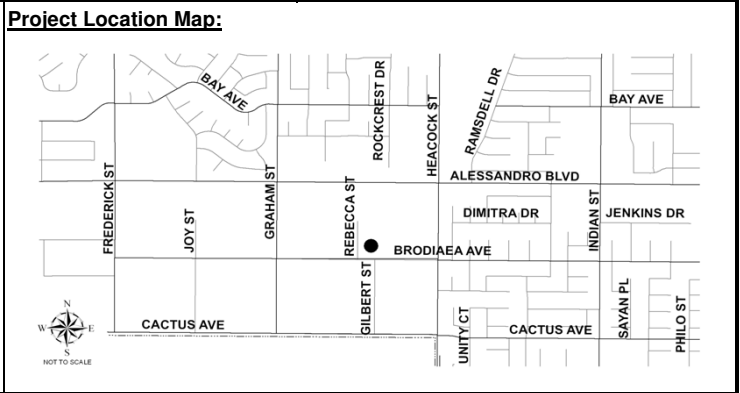 Project Location Map:
BAY AVE
ROCKCREST DR
HEACOCK ST
RAMSDELL DR
BAY AVE
FREDERICK ST
JOY ST
GRAHAM ST
REBECCA ST
ALESSANDRO BLVD
DIMITRA DR
INDIAN ST
JENKINS DR
BRODIAEA AVE
GILBERT ST
CACTUS AVE
UNITY CT
CACTUS AVE
SAYAN PL
PHILO ST
N
W E
S
NOT TO SCALE